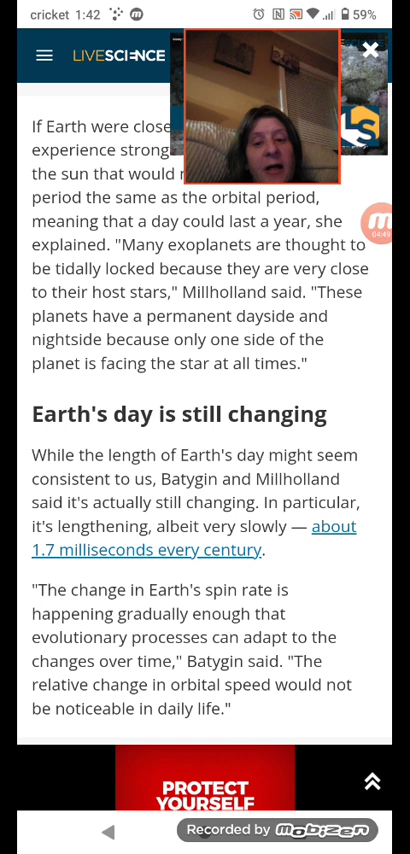 cricket 1:42
59%
LIVESCIENCE
If Earth were close
experience strong
the sun that would
period the same as the orbital period,
meaning that a day could last a year, she
explained. "Many exoplanets are thought to
be tidally locked because they are very close
to their host stars," Millholland said. "These
planets have a permanent dayside and
nightside because only one side of the
planet is facing the star at all times."
04:49
Earth's day is still changing
While the length of Earth's day might seem
consistent to us, Batygin and Millholland
said it's actually still changing. In particular,
it's lengthening, albeit very slowly — about
1.7 milliseconds every century.
"The change in Earth's spin rate is
happening gradually enough that
evolutionary processes can adapt to the
changes over time," Batygin said. "The
relative change in orbital speed would not
be noticeable in daily life."
PROTECT
YOURSELF
Recorded by mobizen